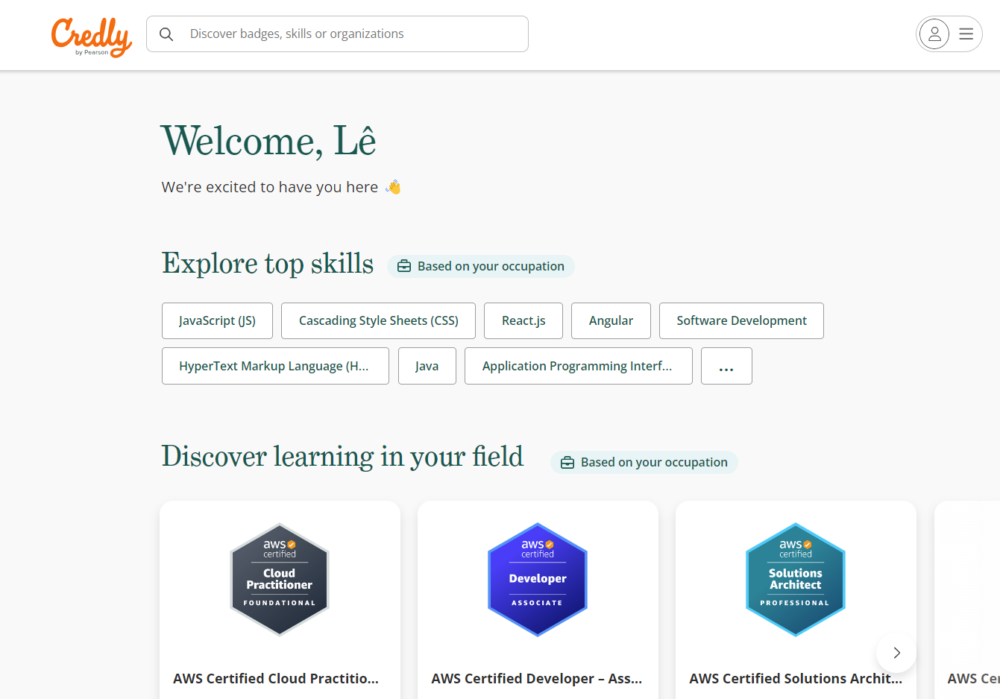 Credly
by Pearson
Discover badges, skills or organizations
Welcome, Lê
We're excited to have you here 👋
Explore top skills
Based on your occupation
JavaScript (JS)
Cascading Style Sheets (CSS)
React.js
Angular
Software Development
HyperText Markup Language (H...
Java
Application Programming Interf...
...
Discover learning in your field
Based on your occupation
aws
certified
Cloud
Practitioner
FOUNDATIONAL
AWS Certified Cloud Practitio...
aws
certified
Developer
ASSOCIATE
AWS Certified Developer – Ass...
aws
certified
Solutions
Architect
PROFESSIONAL
AWS Certified Solutions Archit...
AWS Cer